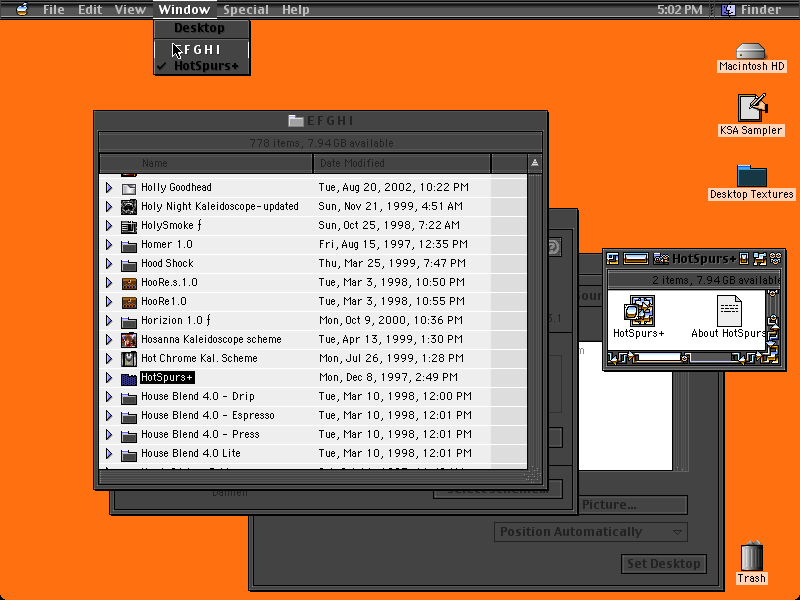 File Edit View Window Special Help 5:02 PM Finder
Desktop
E F G H I
HotSpurs+
Macintosh HD
KSA Sampler
Desktop Textures
E F G H I
778 items, 7.94 GB available
Name Date Modified
Holly Goodhead Tue, Aug 20, 2002, 10:22 PM
Holy Night Kaleidoscope-updated Sun, Nov 21, 1999, 4:51 AM
HolySmoke ƒ Sun, Oct 25, 1998, 7:22 AM
Homer 1.0 Fri, Aug 15, 1997, 12:35 PM
Hood Shock Thu, Mar 25, 1999, 7:47 PM
HooRe.s.1.0 Tue, Mar 3, 1998, 10:50 PM
HooRe1.0 Tue, Mar 3, 1998, 10:55 PM
Horizion 1.0 ƒ Mon, Oct 9, 2000, 10:36 PM
Hosanna Kaleidoscope scheme Tue, Apr 13, 1999, 1:30 PM
Hot Chrome Kal. Scheme Mon, Jul 26, 1999, 1:28 PM
HotSpurs+ Mon, Dec 8, 1997, 2:49 PM
House Blend 4.0 - Drip Tue, Mar 10, 1998, 12:00 PM
House Blend 4.0 - Espresso Tue, Mar 10, 1998, 12:01 PM
House Blend 4.0 - Press Tue, Mar 10, 1998, 12:01 PM
House Blend 4.0 Lite Tue, Mar 10, 1998, 12:01 PM
HotSpurs+
2 items, 7.94 GB available
HotSpurs+ About HotSpurs
Damien
Picture...
Position Automatically
Set Desktop
Trash